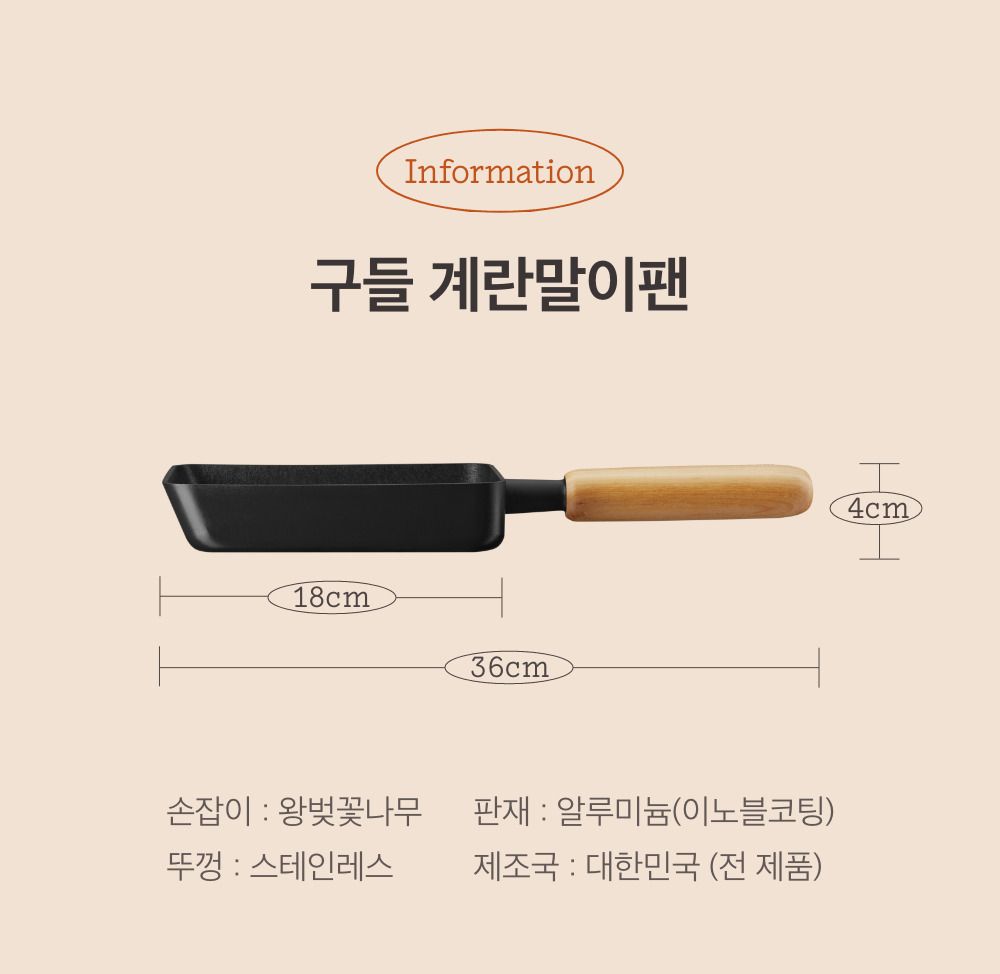 Information
구들 계란말이팬
4cm
18cm
36cm
손잡이 : 왕벚꽃나무 판재 : 알루미늄(이노블코팅)
뚜껑 : 스테인레스 제조국 : 대한민국 (전 제품)